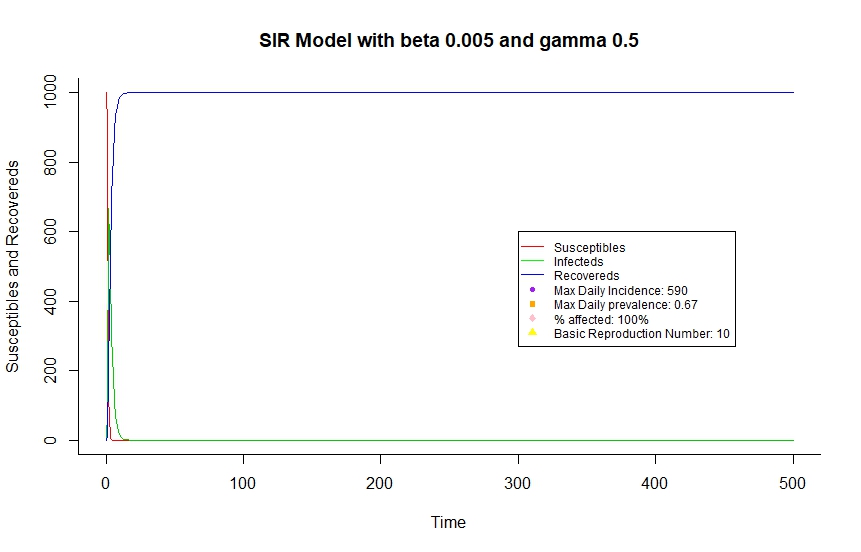 SIR Model with beta 0.005 and gamma 0.5
Susceptibles and Recovereds
1000
800
600
400
200
0
Susceptibles
Infecteds
Recovereds
Max Daily Incidence: 590
Max Daily prevalence: 0.67
% affected: 100%
Basic Reproduction Number: 10
0 100 200 300 400 500
Time